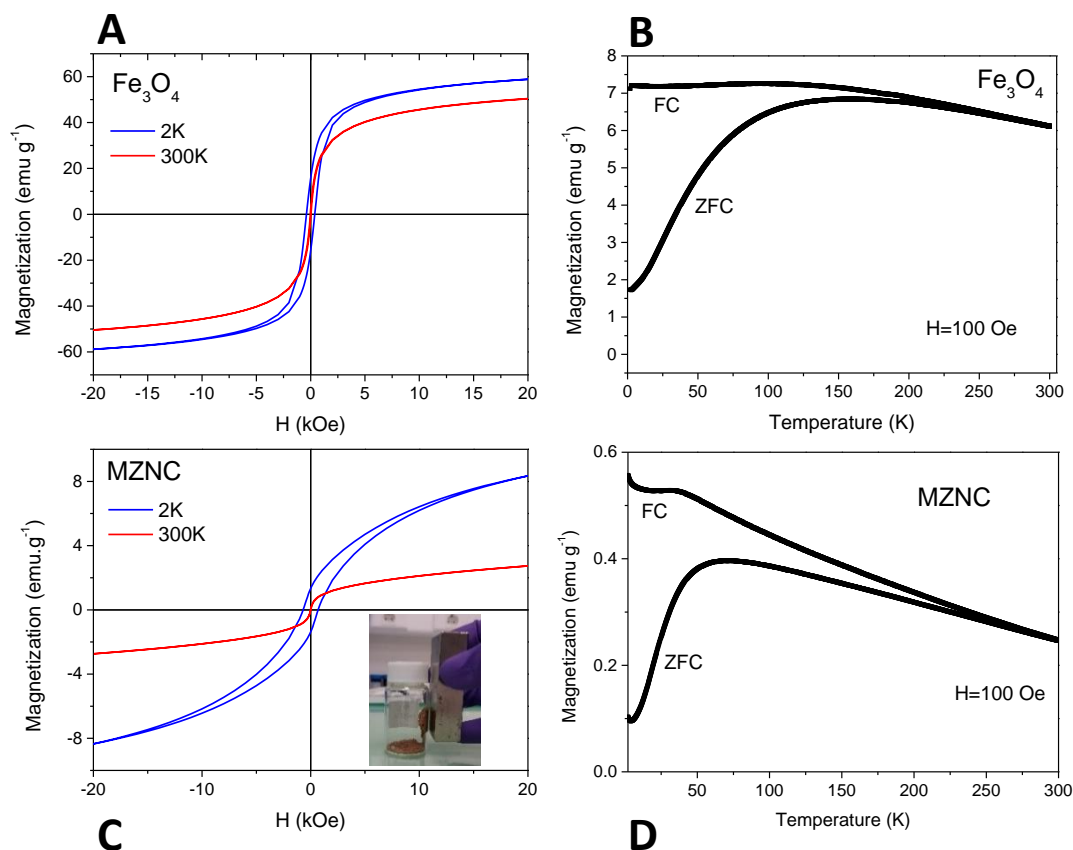 A
Fe3O4
2K
300K
Magnetization (emu g-1)
60
40
20
0
-20
-40
-60
-20 -15 -10 -5 0 5 10 15 20
H (kOe)
B
Fe3O4
FC
ZFC
H=100 Oe
Magnetization (emu g-1)
8
7
6
5
4
3
2
1
0
0 50 100 150 200 250 300
Temperature (K)
MZNC
2K
300K
Magnetization (emu.g-1)
8
4
0
-4
-8
-20 -10 0 10 20
H (kOe)
C
MZNC
FC
ZFC
H=100 Oe
Magnetization (emu g-1)
0.6
0.4
0.2
0.0
50 100 150 200 250 300
Temperature (K)
D